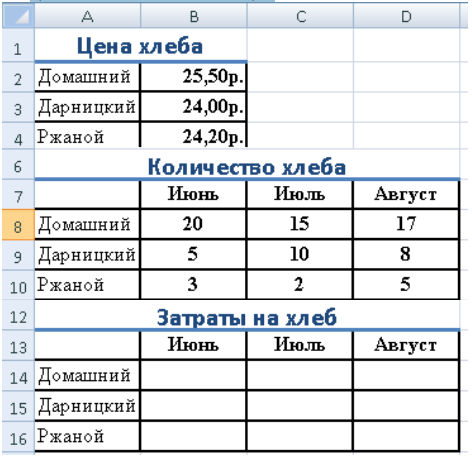 A B C D
1 Цена хлеба
2 Домашний 25,50р.
3 Дарницкий 24,00р.
4 Ржаной 24,20р.
6 Количество хлеба
7 Июнь Июль Август
8 Домашний 20 15 17
9 Дарницкий 5 10 8
10 Ржаной 3 2 5
12 Затраты на хлеб
13 Июнь Июль Август
14 Домашний
15 Дарницкий
16 Ржаной